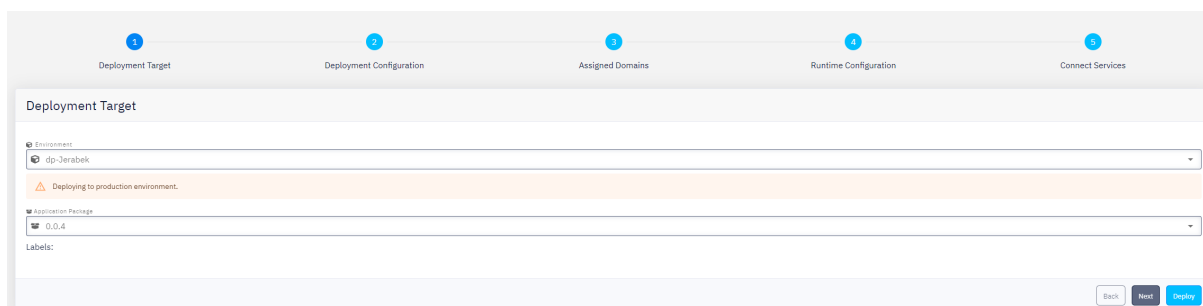 1 2 3 4 5
Deployment Target Deployment Configuration Assigned Domains Runtime Configuration Connect Services
Deployment Target
Environment
dp-Jerabek
Deploying to production environment.
Application Package
0.0.4
Labels:
Back Next Deploy